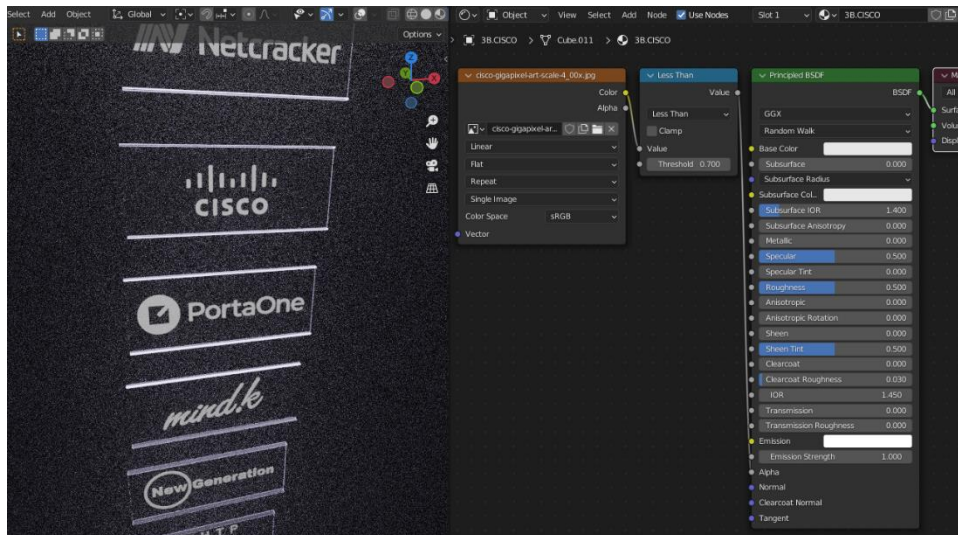 Select Add Object Global
Options
Netcracker
CISCO
PortaOne
mind.k
New Generation
HTP
Object View Select Add Node Use Nodes Slot 1 3B.CISCO
3B.CISCO > Cube.011 > 3B.CISCO
cisco-gigapixel-art-scale-4_00x.jpg
Color
Alpha
cisco-gigapixel-ar...
Linear
Flat
Repeat
Single Image
Color Space sRGB
Vector
Less Than
Value
Less Than
Clamp
Value
Threshold 0.700
Principled BSDF
BSDF
GGX
Random Walk
Base Color
Subsurface 0.000
Subsurface Radius
Subsurface Col..
Subsurface IOR 1.400
Subsurface Anisotropy 0.000
Metallic 0.000
Specular 0.500
Specular Tint 0.000
Roughness 0.500
Anisotropic 0.000
Anisotropic Rotation 0.000
Sheen 0.000
Sheen Tint 0.500
Clearcoat 0.000
Clearcoat Roughness 0.030
IOR 1.450
Transmission 0.000
Transmission Roughness 0.000
Emission
Emission Strength 1.000
Alpha
Normal
Clearcoat Normal
Tangent
All